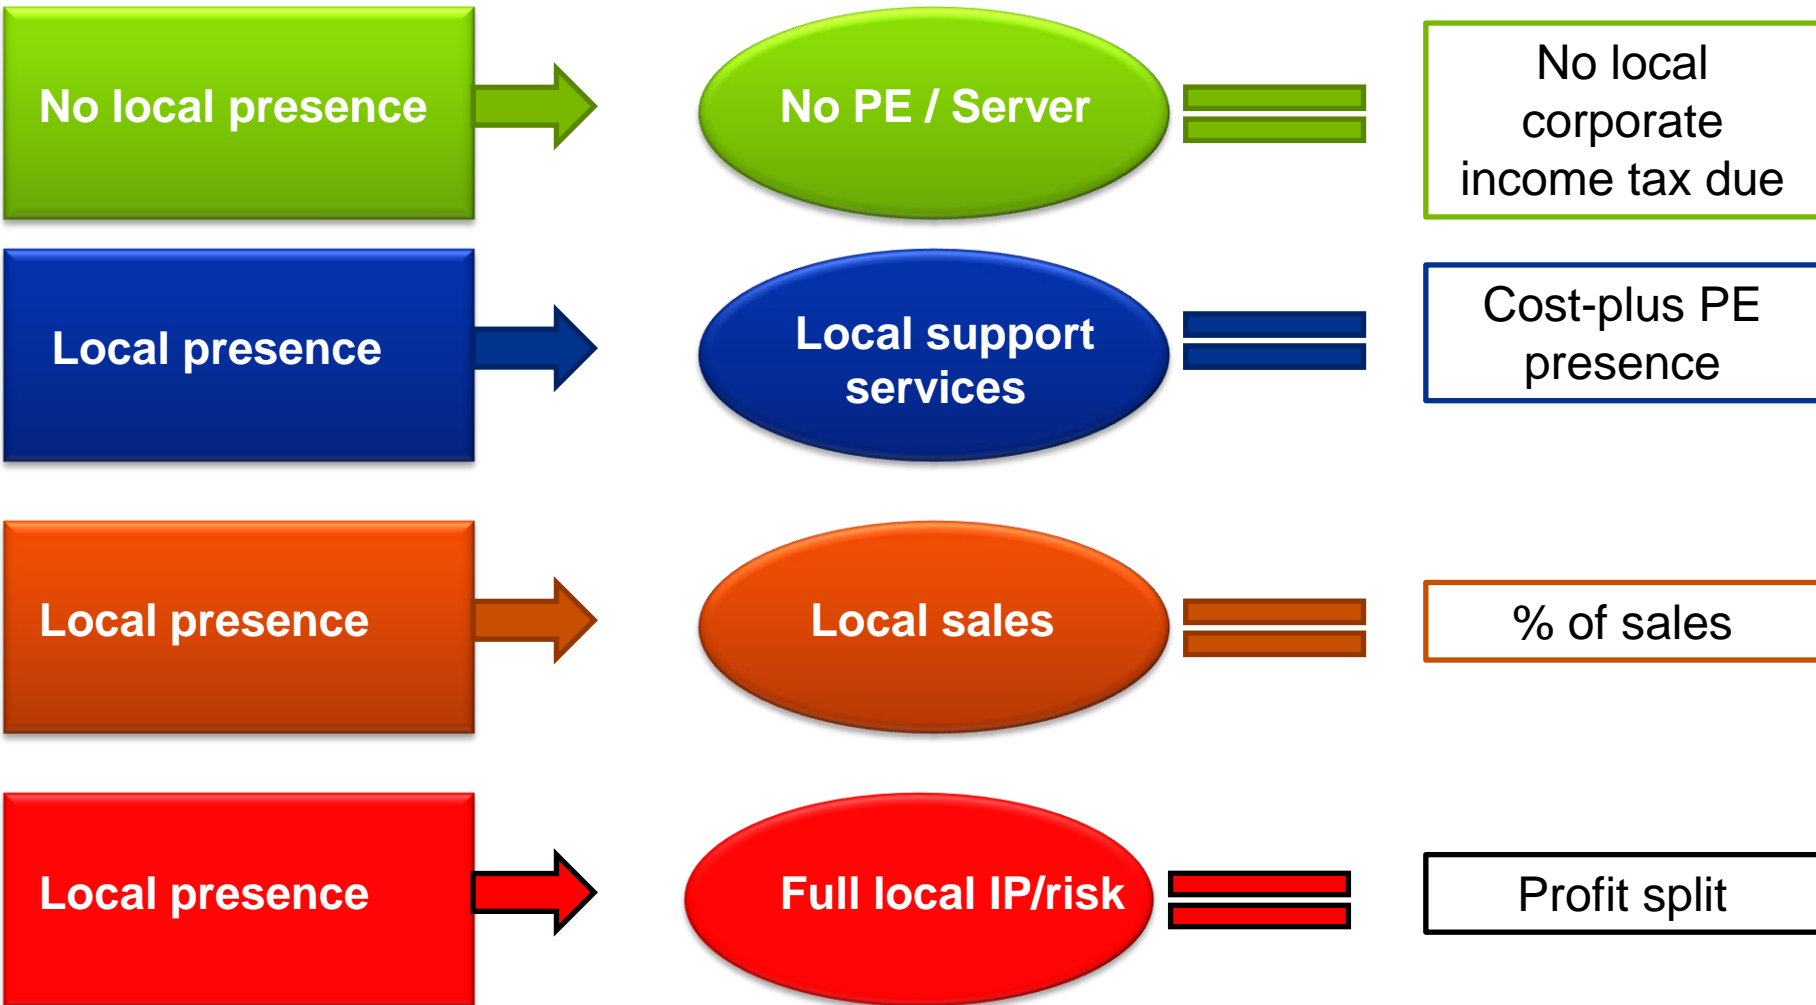 No local presence
No PE / Server
No local
corporate
income tax due
Local presence
Local support
services
Cost-plus PE
presence
Local presence
Local sales
% of sales
Local presence
Full local IP/risk
Profit split